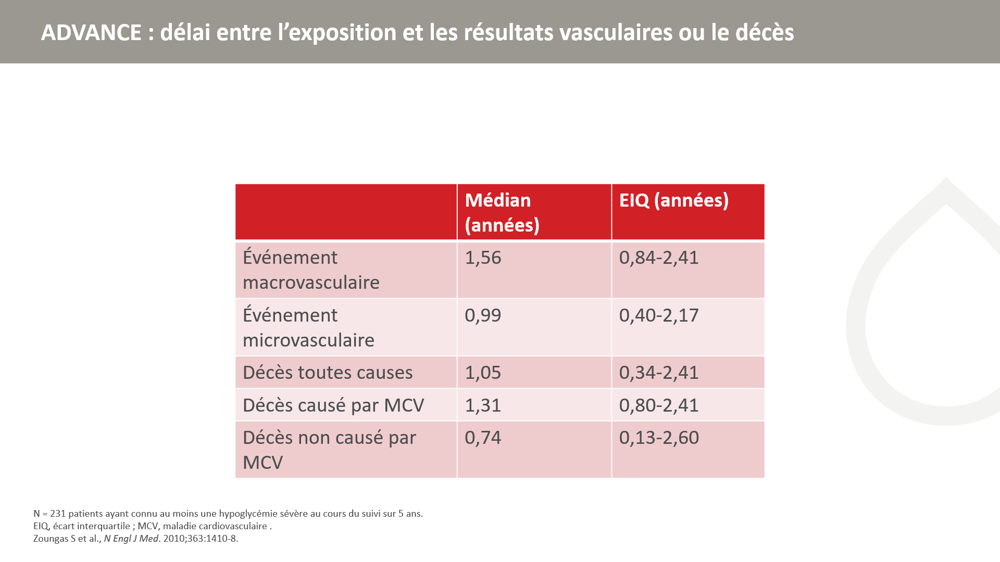 ADVANCE : délai entre l’exposition et les résultats vasculaires ou le décès
Médian
(années)
EIQ (années)
Événement
macrovasculaire
1,56
0,84-2,41
Événement
microvasculaire
0,99
0,40-2,17
Décès toutes causes
1,05
0,34-2,41
Décès causé par MCV
1,31
0,80-2,41
Décès non causé par
MCV
0,74
0,13-2,60
N = 231 patients ayant connu au moins une hypoglycémie sévère au cours du suivi sur 5 ans.
EIQ, écart interquartile ; MCV, maladie cardiovasculaire .
Zoungas S et al., N Engl J Med. 2010;363:1410-8.